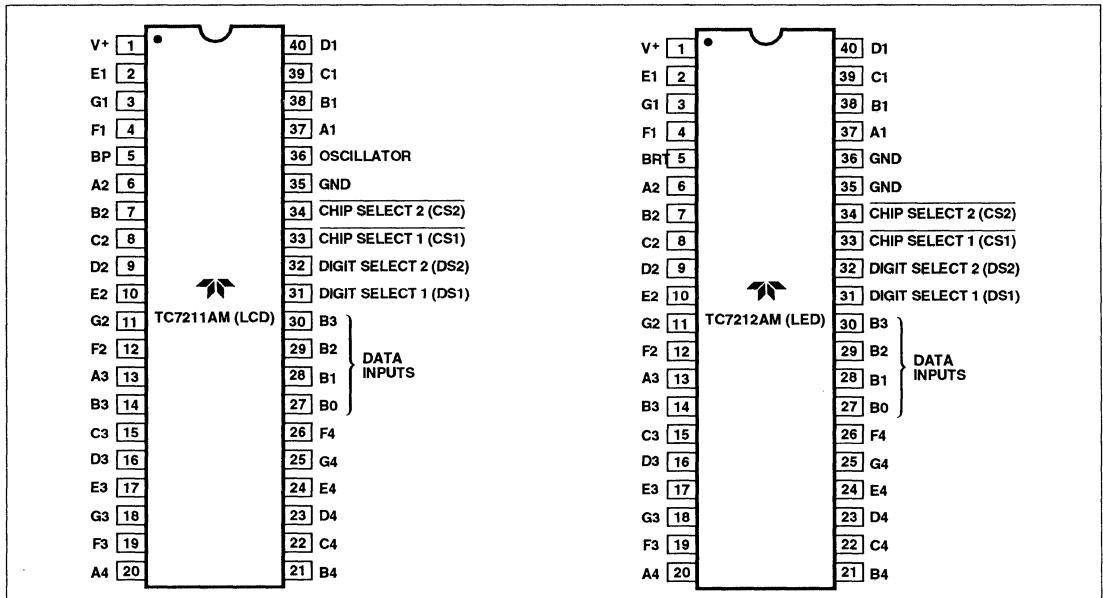 V+ 1 40 D1
E1 2 39 C1
G1 3 38 B1
F1 4 37 A1
BP 5 36 OSCILLATOR
A2 6 35 GND
B2 7 34 CHIP SELECT 2 (CS2)
C2 8 33 CHIP SELECT 1 (CS1)
D2 9 32 DIGIT SELECT 2 (DS2)
E2 10 31 DIGIT SELECT 1 (DS1)
TC7211AM (LCD)
G2 11 30 B3
F2 12 29 B2
A3 13 28 B1
B3 14 27 B0
DATA
INPUTS
C3 15 26 F4
D3 16 25 G4
E3 17 24 E4
G3 18 23 D4
F3 19 22 C4
A4 20 21 B4
V+ 1 40 D1
E1 2 39 C1
G1 3 38 B1
F1 4 37 A1
BRT 5 36 GND
A2 6 35 GND
B2 7 34 CHIP SELECT 2 (CS2)
C2 8 33 CHIP SELECT 1 (CS1)
D2 9 32 DIGIT SELECT 2 (DS2)
E2 10 31 DIGIT SELECT 1 (DS1)
TC7212AM (LED)
G2 11 30 B3
F2 12 29 B2
A3 13 28 B1
B3 14 27 B0
DATA
INPUTS
C3 15 26 F4
D3 16 25 G4
E3 17 24 E4
G3 18 23 D4
F3 19 22 C4
A4 20 21 B4